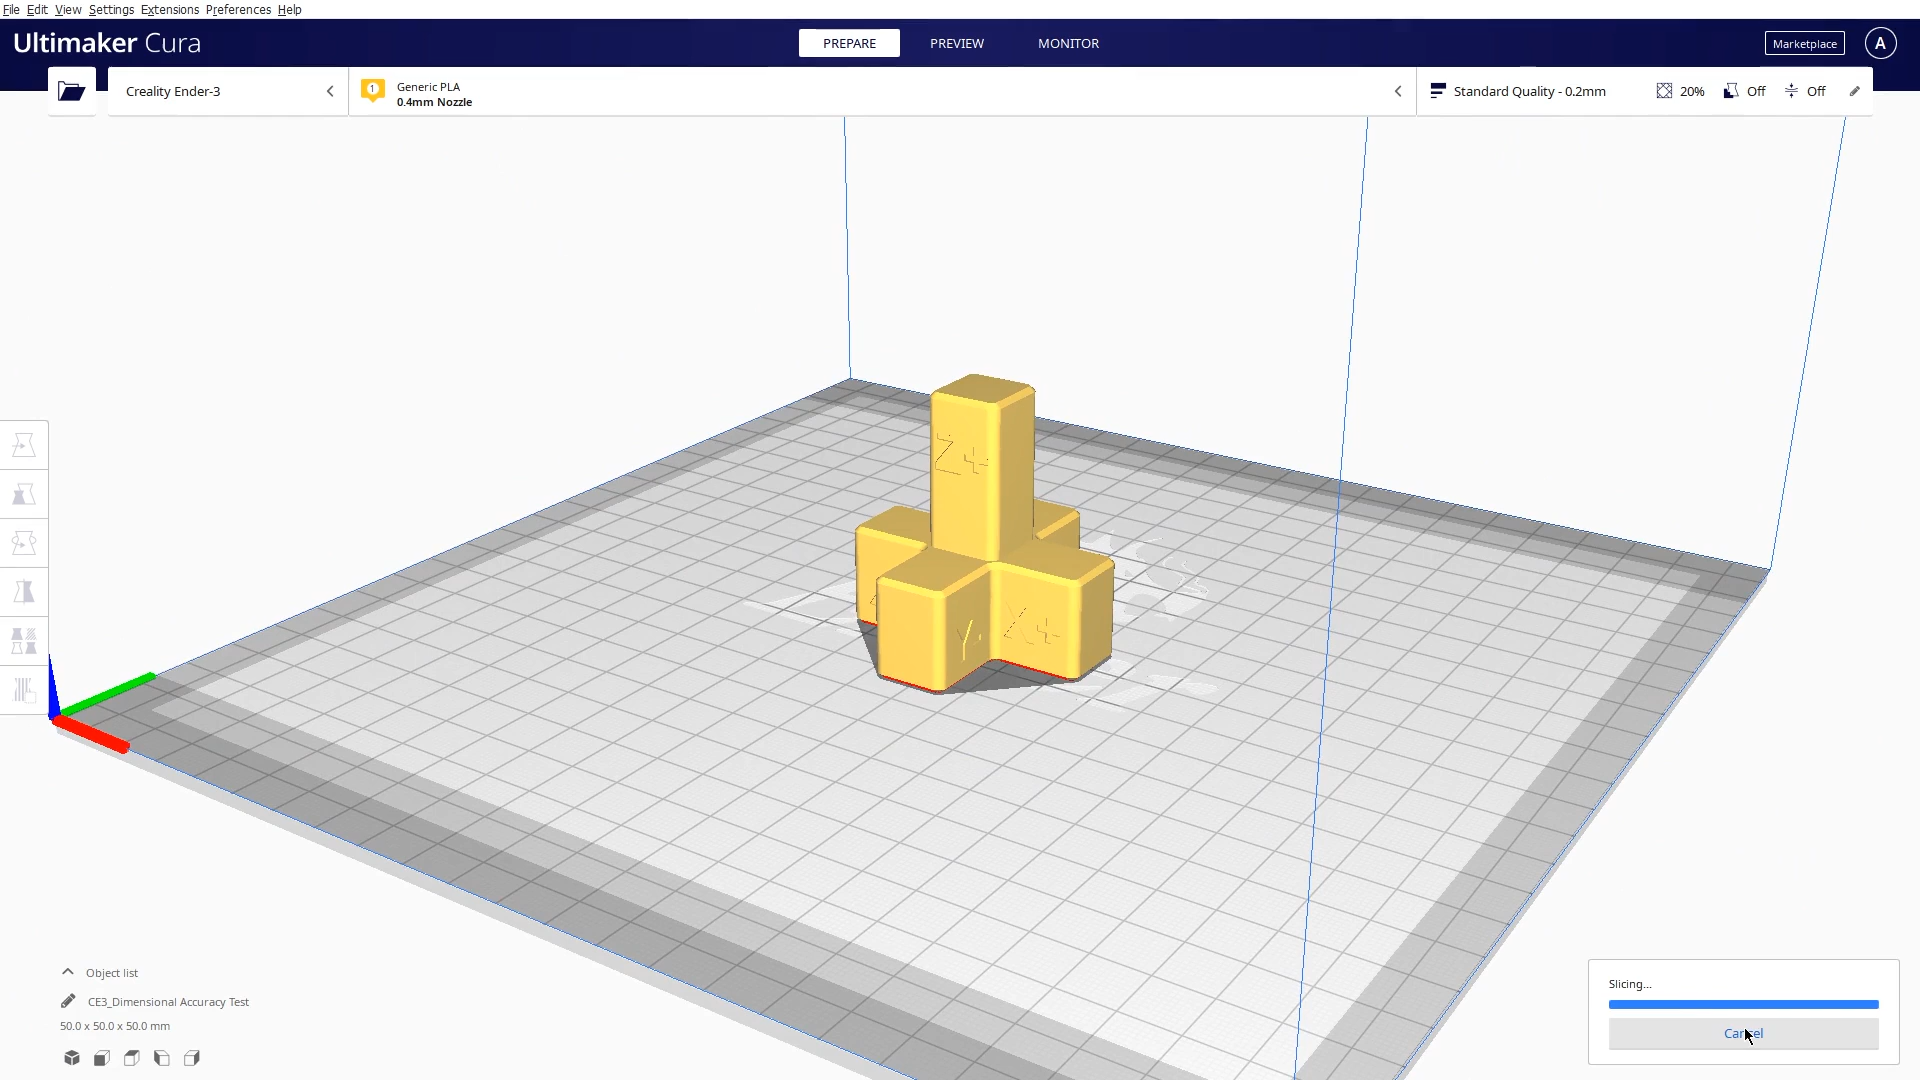 File Edit View Settings Extensions Preferences Help
Ultimaker Cura
PREPARE
PREVIEW
MONITOR
Marketplace
A
Creality Ender-3
1
Generic PLA
0.4mm Nozzle
Standard Quality - 0.2mm
20%
Off
Off
Z+
Y-
X+
Object list
CE3_Dimensional Accuracy Test
50.0 x 50.0 x 50.0 mm
Slicing...
Cancel